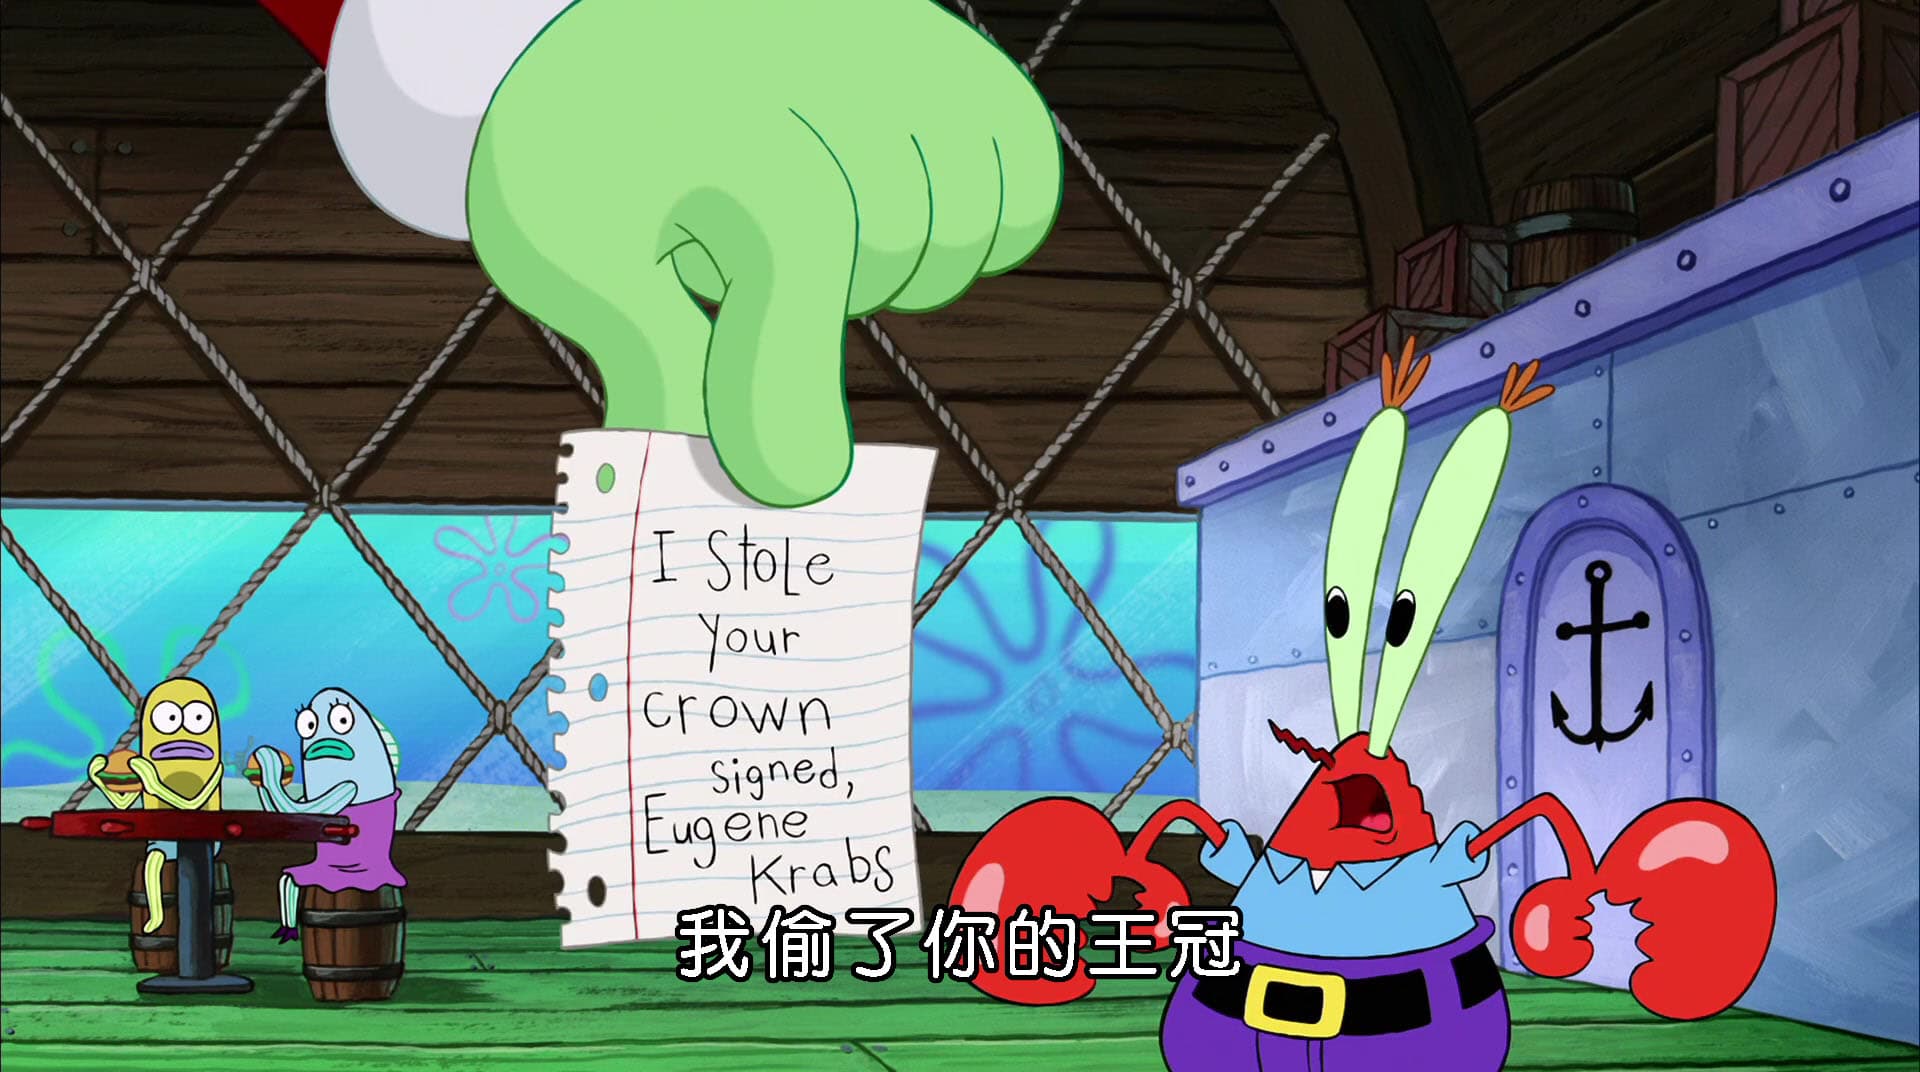 I Stole
your
crown
signed,
Eugene
Krabs
我偷了你的王冠